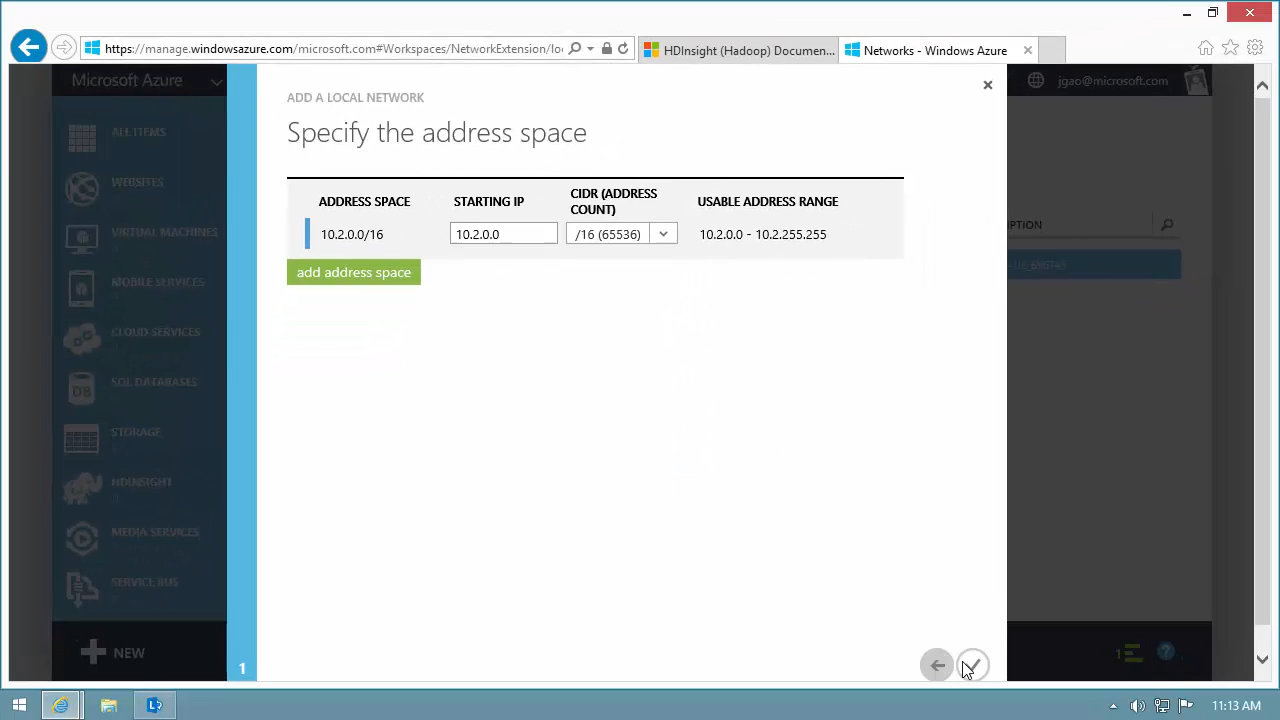 https://manage.windowsazure.com/microsoft.com#Workspaces/NetworkExtension/lo
HDInsight (Hadoop) Documen...
Networks - Windows Azure
Microsoft Azure
jgao@microsoft.com
ADD A LOCAL NETWORK
Specify the address space
ADDRESS SPACE
STARTING IP
CIDR (ADDRESS
COUNT)
USABLE ADDRESS RANGE
10.2.0.0/16
10.2.0.0
/16 (65536)
10.2.0.0 - 10.2.255.255
add address space
ALL ITEMS
WEBSITES
VIRTUAL MACHINES
MOBILE SERVICES
CLOUD SERVICES
SQL DATABASES
DB
STORAGE
HDINSIGHT
MEDIA SERVICES
SERVICE BUS
NEW
1
1
?
11:13 AM